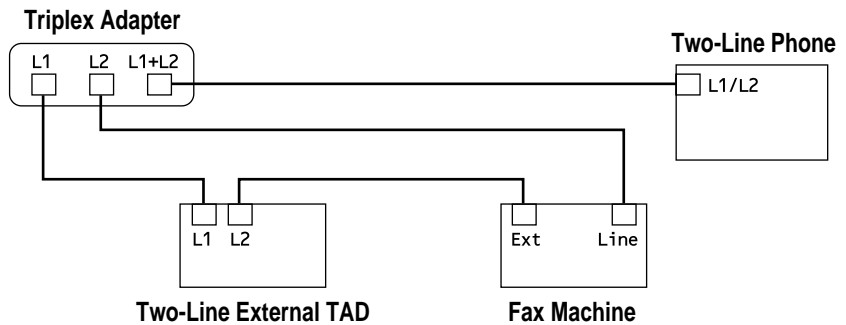 Triplex Adapter
L1 L2 L1+L2
Two-Line Phone
L1/L2
L1 L2
Two-Line External TAD
Ext Line
Fax Machine